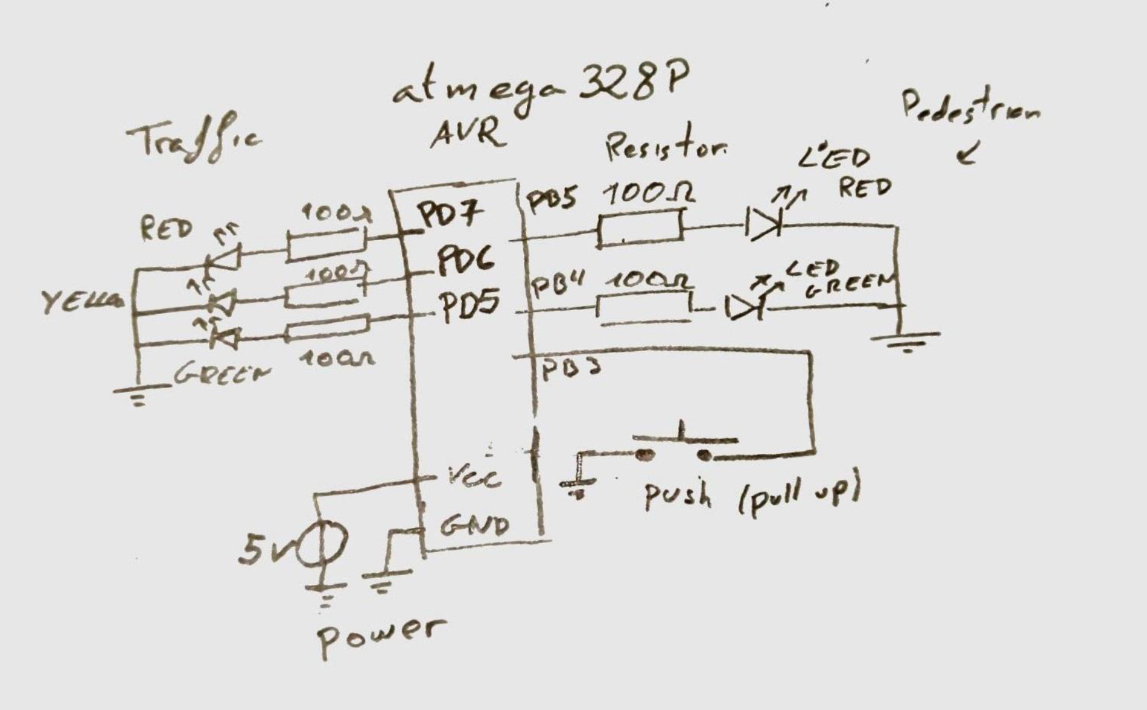 atmega 328P
AVR
Traffic
Resistor
Pedestrian
LED
RED
RED
100Ω
PD7
PB5
100Ω
YELLO
100Ω
PD6
PB4
100Ω
LED
GREEN
PD5
GREEN
100Ω
PB3
VCC
push (pull up)
5V
GND
power